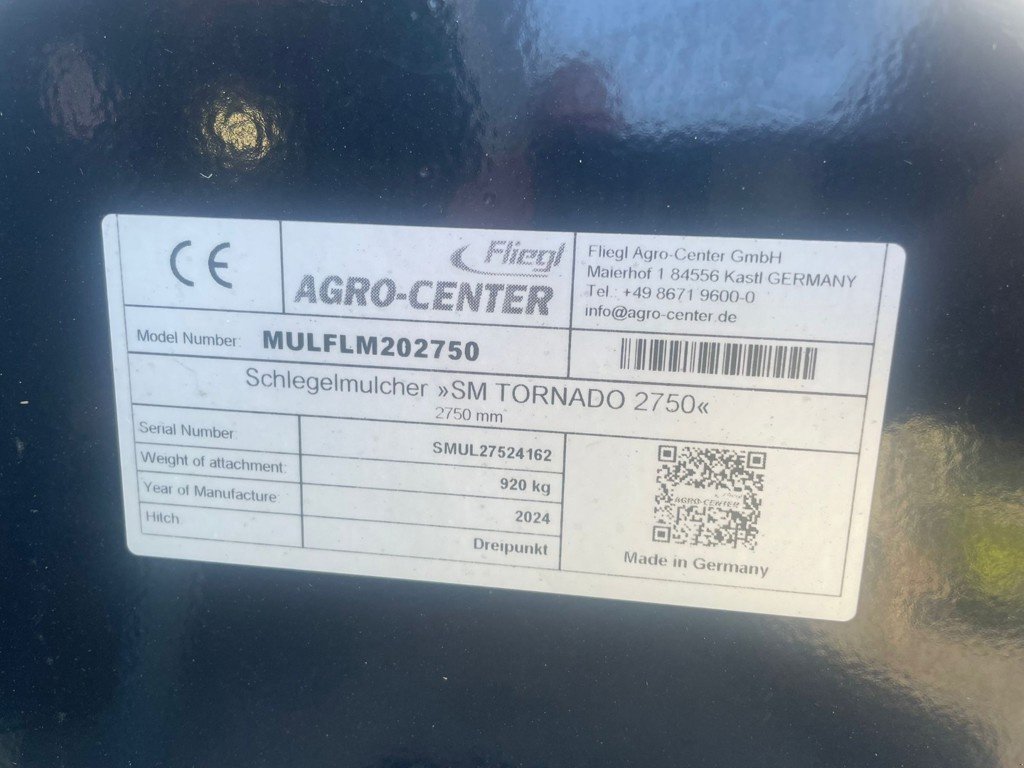 CE
Fliegl
AGRO-CENTER
Fliegl Agro-Center GmbH
Maierhof 1 84556 Kastl GERMANY
Tel.: +49 8671 9600-0
info@agro-center.de
Model Number: MULFLM202750
Schlegelmulcher »SM TORNADO 2750«
2750 mm
Serial Number SMUL27524162
Weight of attachment: 920 kg
Year of Manufacture 2024
Hitch Dreipunkt
AGRO-CENTER
Made in Germany